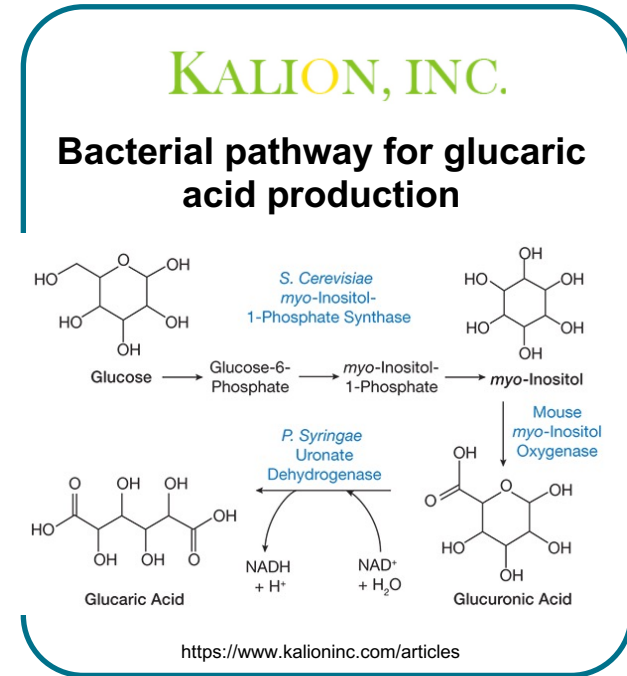 KALION, INC.
Bacterial pathway for glucaric
acid production
HO
O
OH
HO
OH
OH
Glucose
S. Cerevisiae
myo-Inositol-
1-Phosphate Synthase
OH
HO
OH
HO
OH
OH
Glucose-6-
Phosphate
myo-Inositol-
1-Phosphate
myo-Inositol
Mouse
myo-Inositol
Oxygenase
P. Syringae
Uronate
Dehydrogenase
O
OH
OH
HO
OH
OH
OH
O
Glucaric Acid
NADH
+ H⁺
NAD⁺
+ H₂O
OH
O
O
OH
HO
OH
OH
Glucuronic Acid
https://www.kalioninc.com/articles